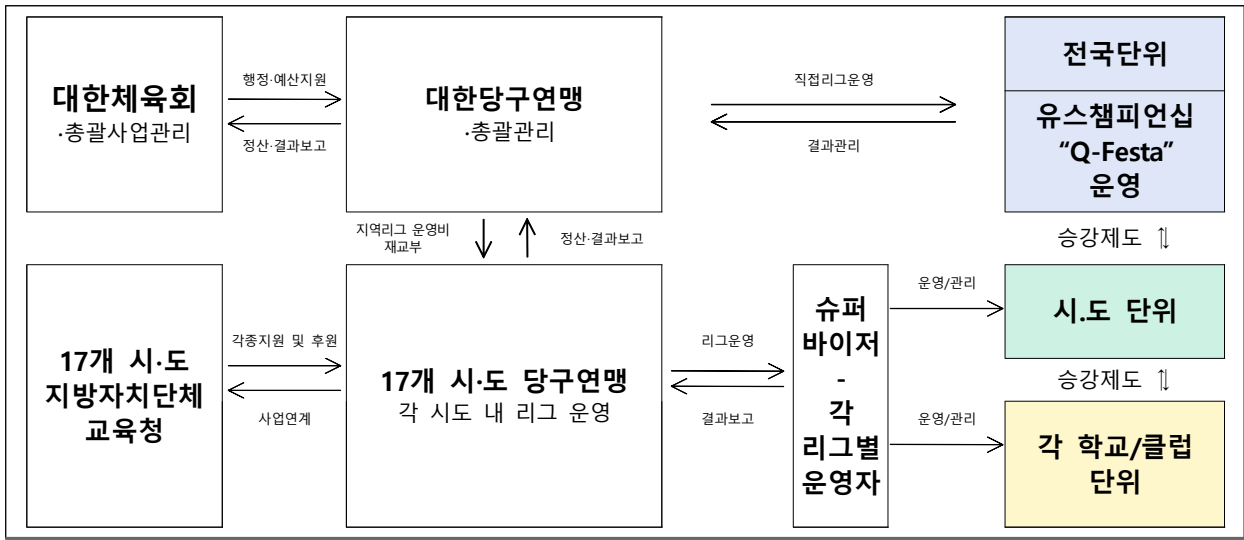 대한체육회
·총괄사업관리
행정·예산지원
정산·결과보고
대한당구연맹
·총괄관리
직접리그운영
결과관리
전국단위
유스챔피언십
“Q-Festa”
운영
지역리그 운영비
재교부
정산·결과보고
승강제도 ⇅
17개 시·도
지방자치단체
교육청
각종지원 및 후원
사업연계
17개 시·도 당구연맹
각 시도 내 리그 운영
리그운영
결과보고
슈퍼
바이저
-
각
리그별
운영자
운영/관리
시.도 단위
승강제도 ⇅
운영/관리
각 학교/클럽
단위